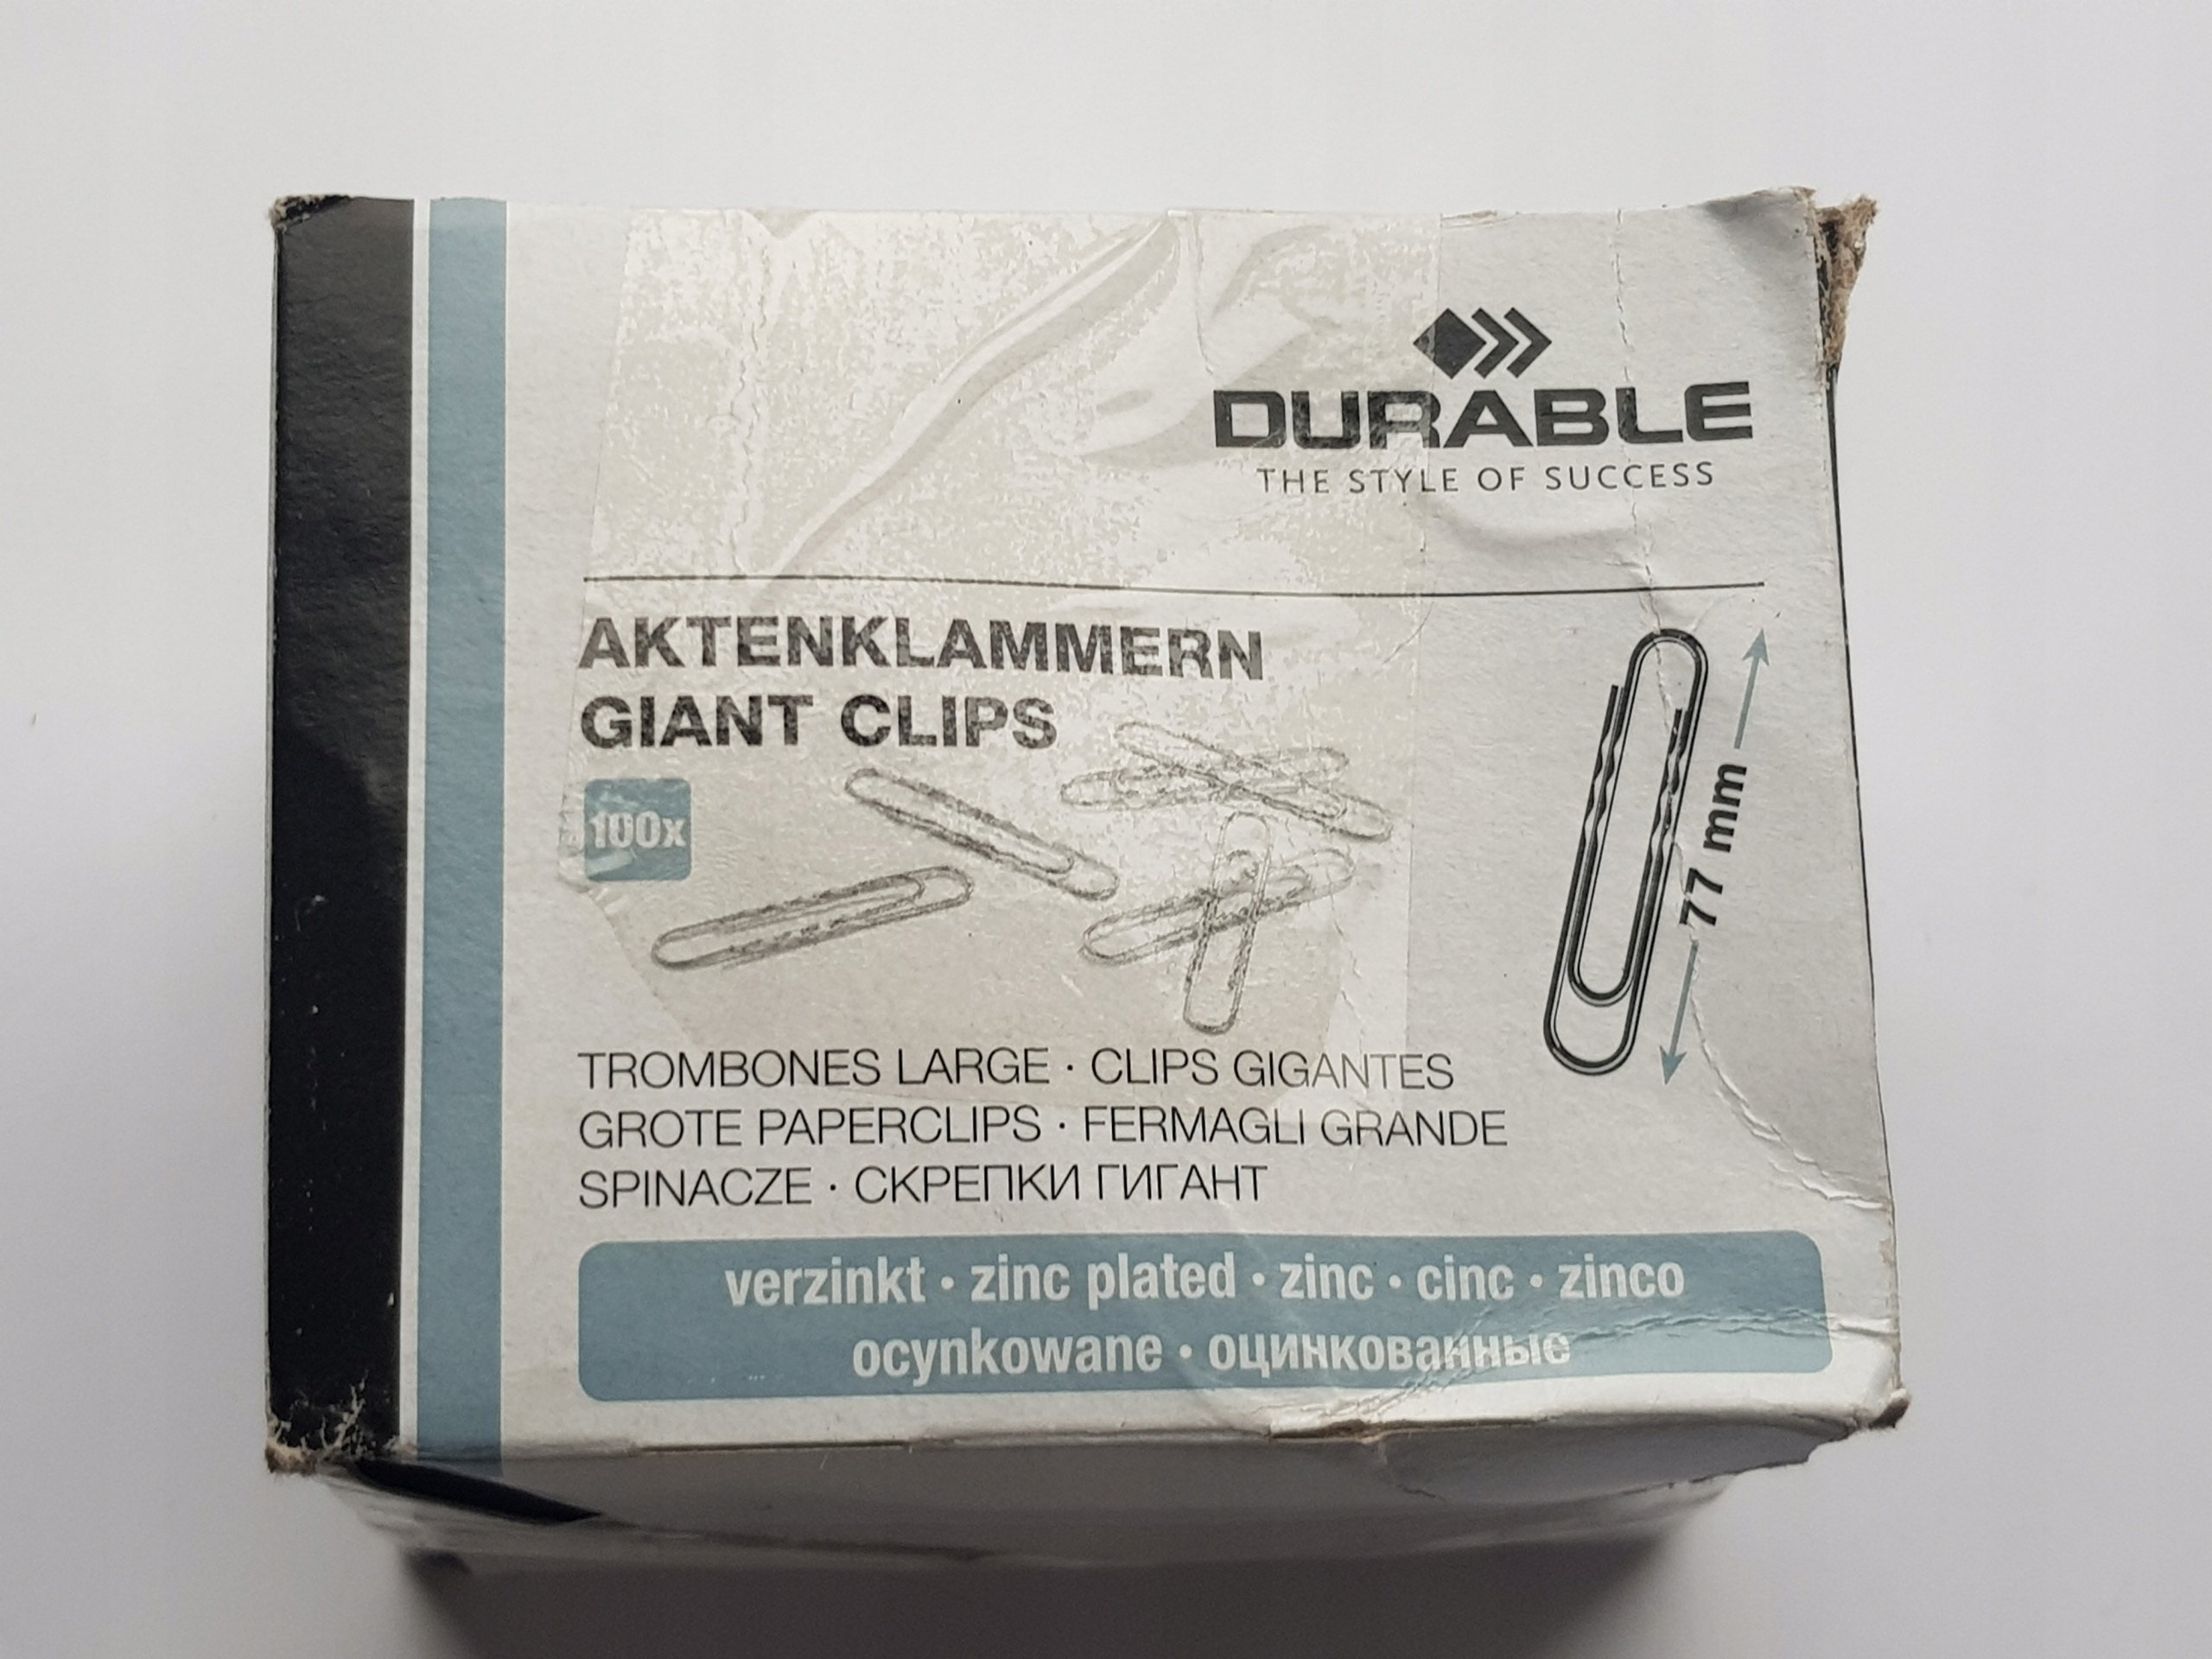 DURABLE
THE STYLE OF SUCCESS
AKTENKLAMMERN
GIANT CLIPS
100x
77 mm
TROMBONES LARGE · CLIPS GIGANTES
GROTE PAPERCLIPS · FERMAGLI GRANDE
SPINACZE · СКРЕПКИ ГИГАНТ
verzinkt · zinc plated · zinc · cinc · zinco
ocynkowane · оцинкованные